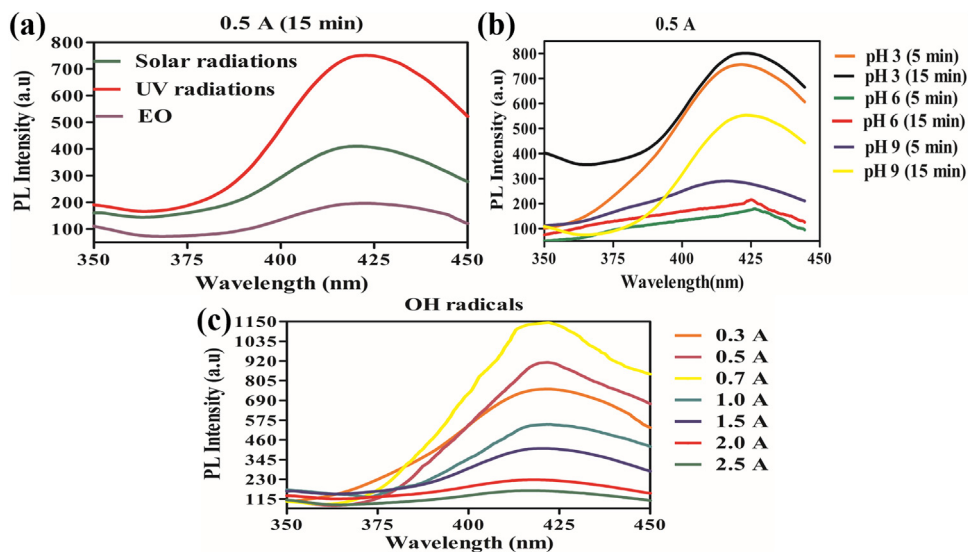 (a)
0.5 A (15 min)
PL Intensity (a.u)
800
700
600
500
400
300
200
100
Solar radiations
UV radiations
EO
350
375
400
425
450
Wavelength (nm)
(b)
0.5 A
PL Intensity (a.u)
800
700
600
500
400
300
200
100
350
375
400
425
450
Wavelength(nm)
pH 3 (5 min)
pH 3 (15 min)
pH 6 (5 min)
pH 6 (15 min)
pH 9 (5 min)
pH 9 (15 min)
(c)
OH radicals
PL Intensity (a.u)
1150
1035
920
805
690
575
460
345
230
115
350
375
400
425
450
Wavelength (nm)
0.3 A
0.5 A
0.7 A
1.0 A
1.5 A
2.0 A
2.5 A